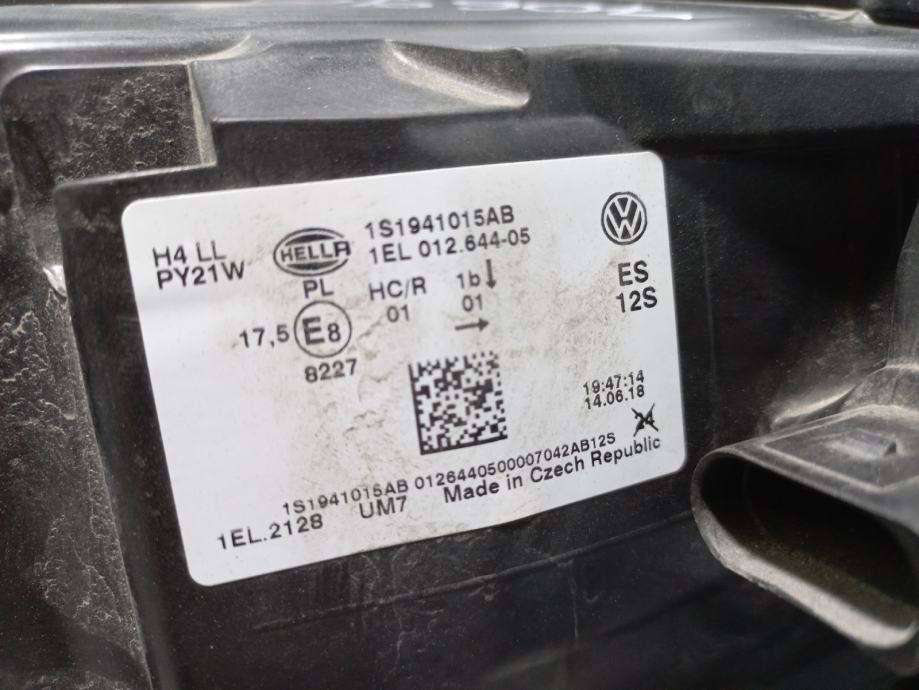 H4 LL
PY21W
HELLA
1S1941015AB
1EL 012.644-05
PL
HC/R 1b↓
01 01
→
17,5 E8
8227
ES
12S
19:47:14
14.06.18
24
1S1941015AB 0126440500007042AB12S
1EL.2128 UM7 Made in Czech Republic